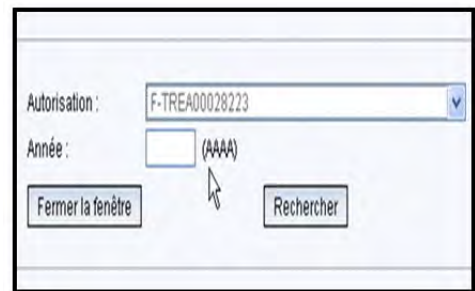 Autorisation : F-TREA00028223
Année : (AAAA)
Fermer la fenêtre Rechercher